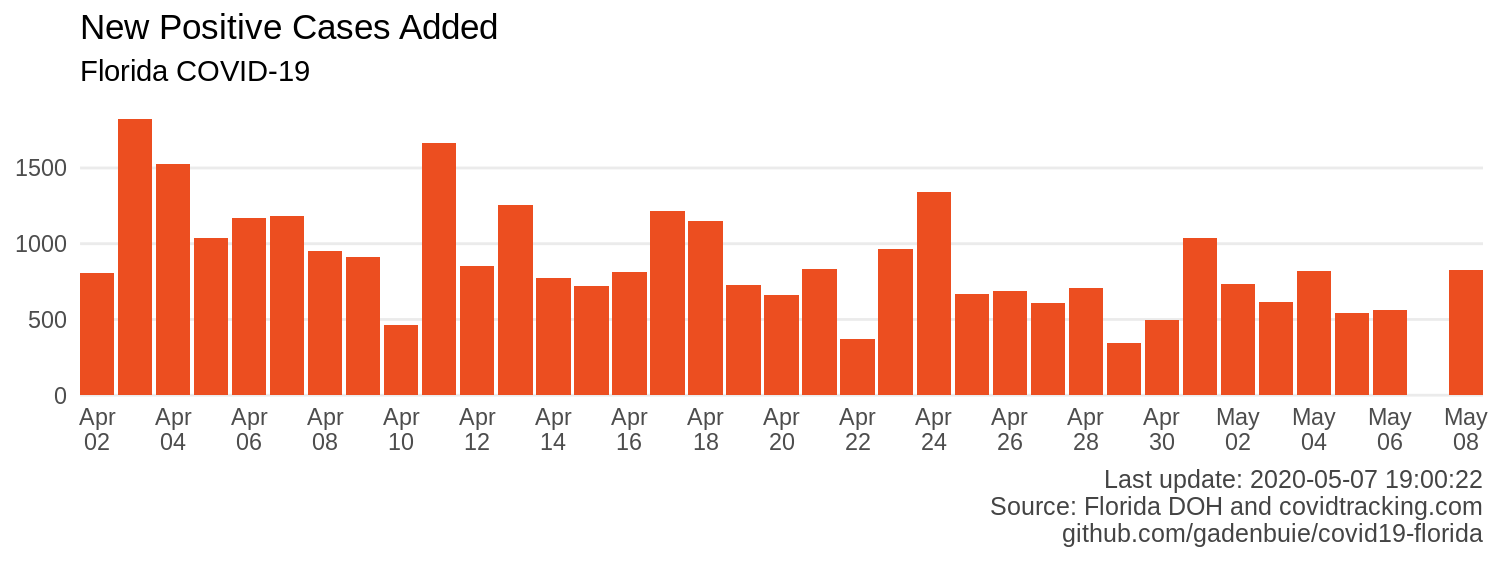 New Positive Cases Added
Florida COVID-19
1500
1000
500
0
Apr Apr Apr Apr Apr Apr Apr Apr Apr Apr Apr Apr Apr Apr Apr May May May May
02 04 06 08 10 12 14 16 18 20 22 24 26 28 30 02 04 06 08
Last update: 2020-05-07 19:00:22
Source: Florida DOH and covidtracking.com
github.com/gadenbuie/covid19-florida